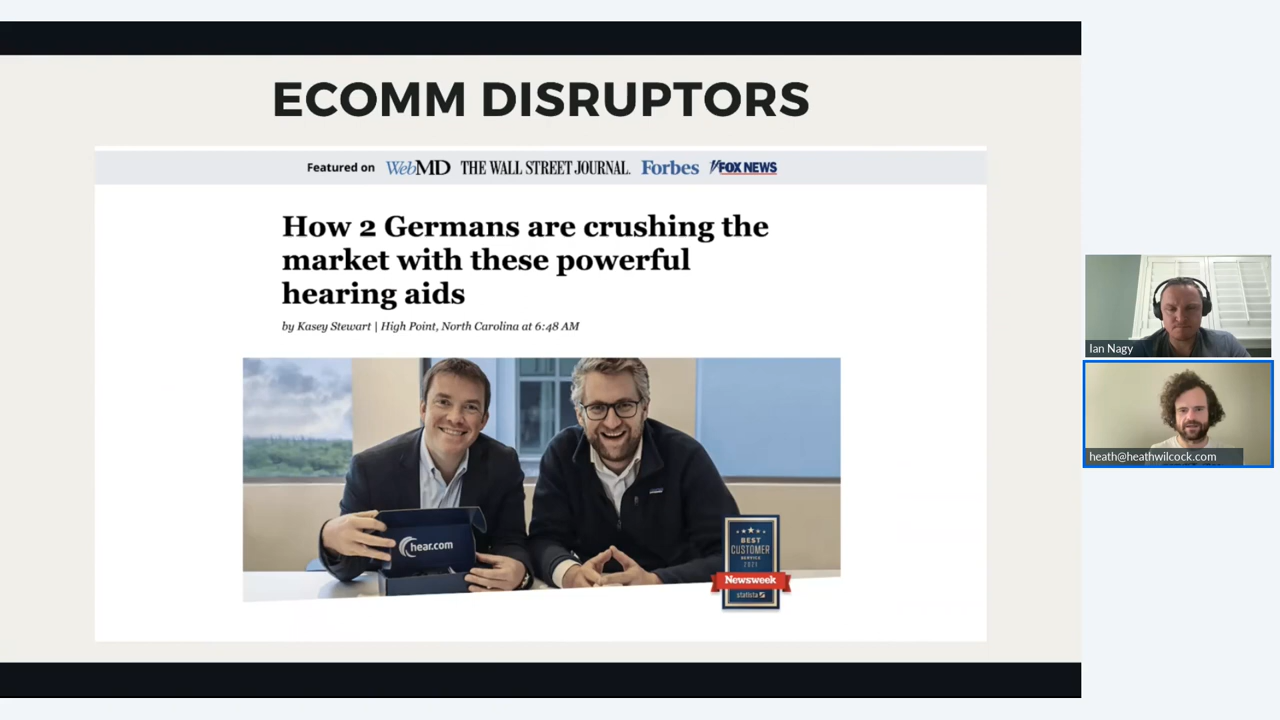 ECOMM DISRUPTORS
Featured on WebMD THE WALL STREET JOURNAL. Forbes FOX NEWS
How 2 Germans are crushing the
market with these powerful
hearing aids
by Kasey Stewart | High Point, North Carolina at 6:48 AM
hear.com
BEST
CUSTOMER
SERVICE
2021
Newsweek
statista
Ian Nagy
heath@heathwilcock.com